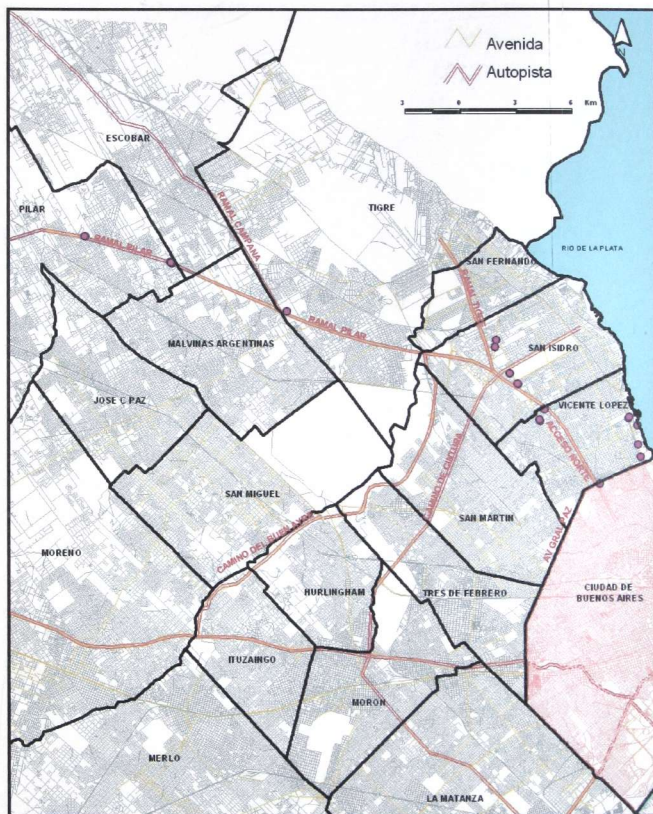 Avenida
Autopista
N
3 0 6 Km
ESCOBAR
PILAR
RAMAL PILAR
RAMAL CAMPANA
TIGRE
RIO DE LA PLATA
SAN FERNANDO
RAMAL TIGRE
RAMAL PILAR
MALVINAS ARGENTINAS
SAN ISIDRO
JOSE C PAZ
VICENTE LOPEZ
ACCESO NORTE
SAN MIGUEL
CAMINO DEL BUEN AYRE
CAMINO DE CINTURA
SAN MARTIN
AV GRAL PAZ
MORENO
HURLINGHAM
TRES DE FEBRERO
CIUDAD DE
BUENOS AIRES
ITUZAINGO
MORON
MERLO
LA MATANZA